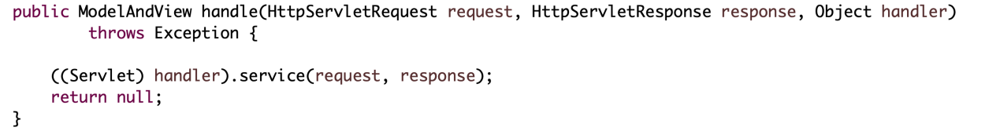 public ModelAndView handle(HttpServletRequest request, HttpServletResponse response, Object handler)
        throws Exception {

    ((Servlet) handler).service(request, response);
    return null;
}